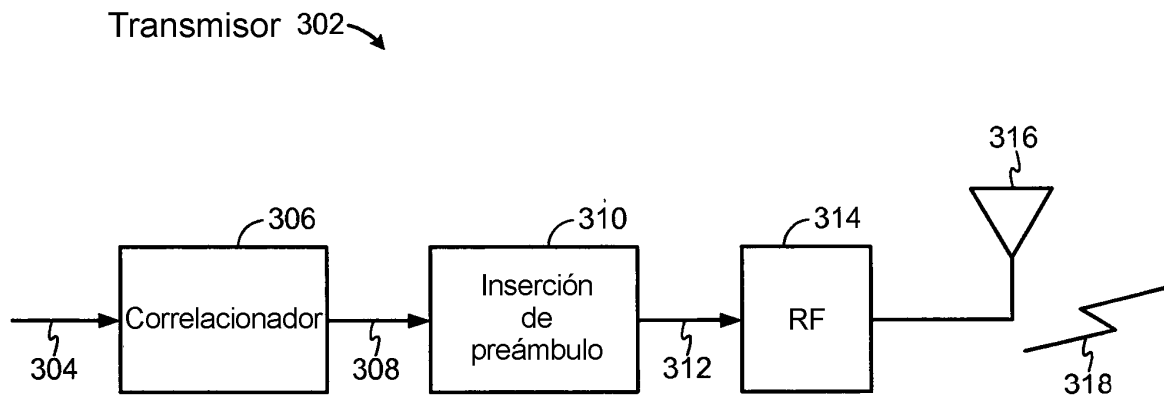 Transmisor 302
316
306
310
314
Correlacionador
Inserción
de
preámbulo
RF
304
308
312
318